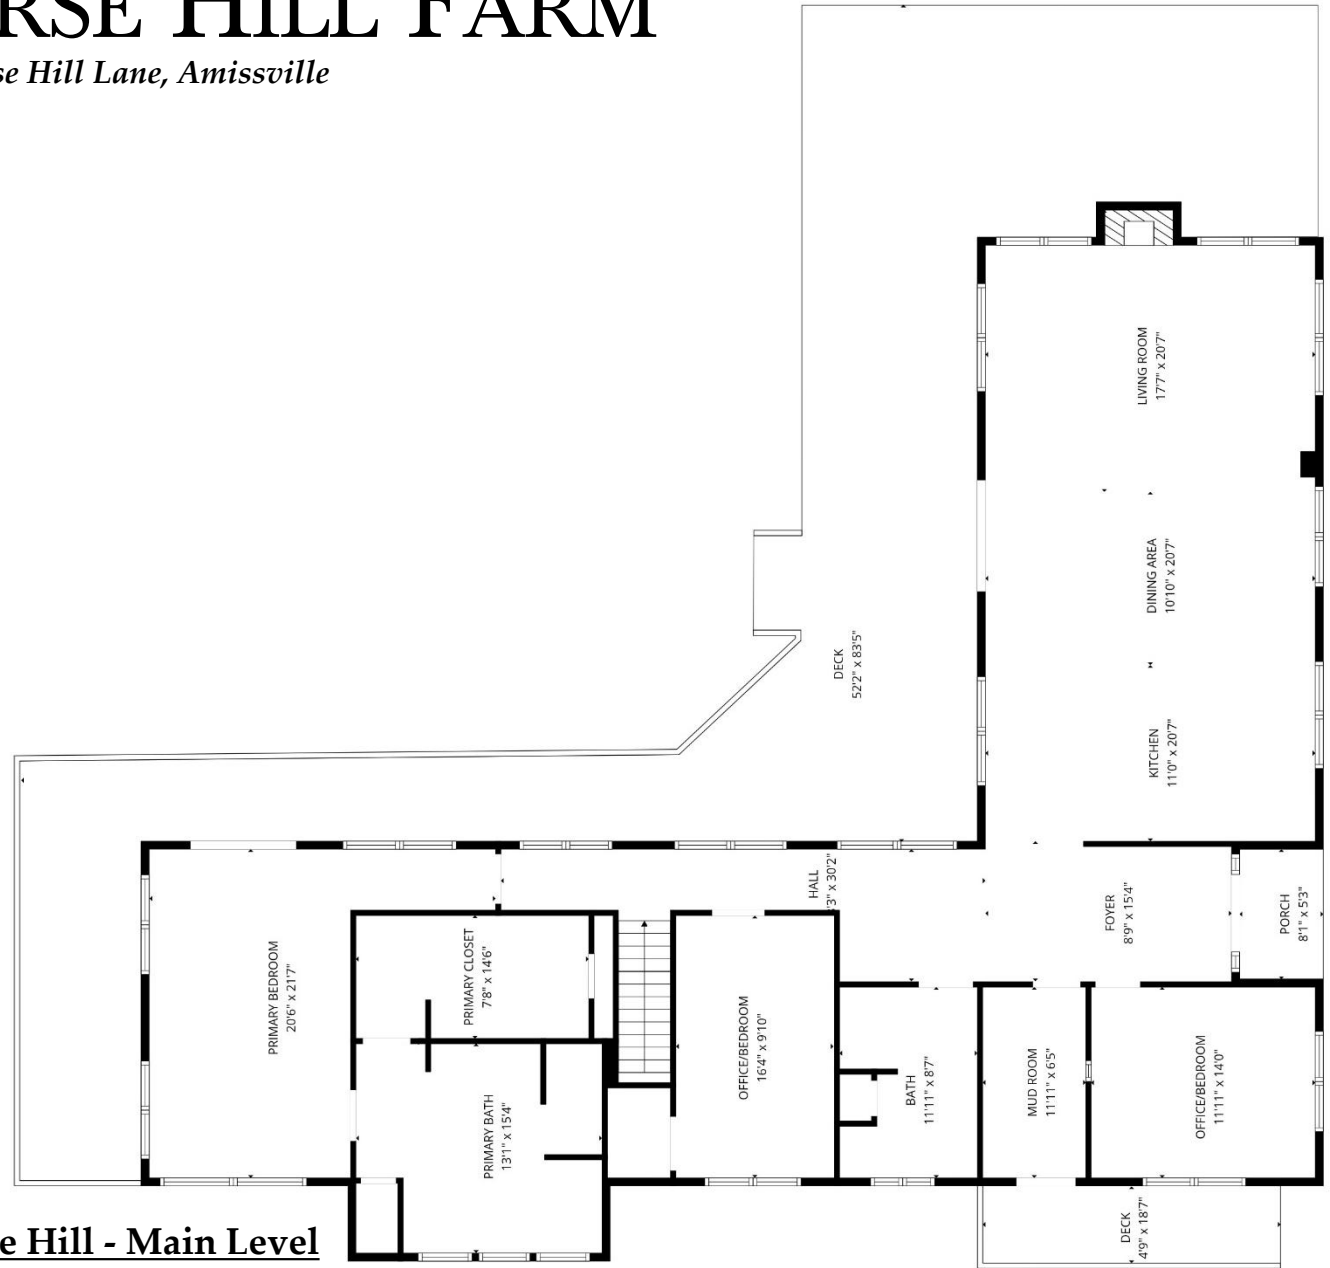 RSE HILL FARM
se Hill Lane, Amissville
LIVING ROOM
17'7" x 20'7"
DINING AREA
10'10" x 20'7"
DECK
52'2" x 83'5"
KITCHEN
11'0" x 20'7"
HALL
'3" x 30'2"
FOYER
8'9" x 15'4"
PORCH
8'1" x 5'3"
PRIMARY BEDROOM
20'6" x 21'7"
PRIMARY CLOSET
7'8" x 14'6"
OFFICE/BEDROOM
16'4" x 9'10"
BATH
11'11" x 8'7"
MUD ROOM
11'11" x 6'5"
OFFICE/BEDROOM
11'11" x 14'0"
PRIMARY BATH
13'1" x 15'4"
DECK
4'9" x 18'7"
e Hill - Main Level